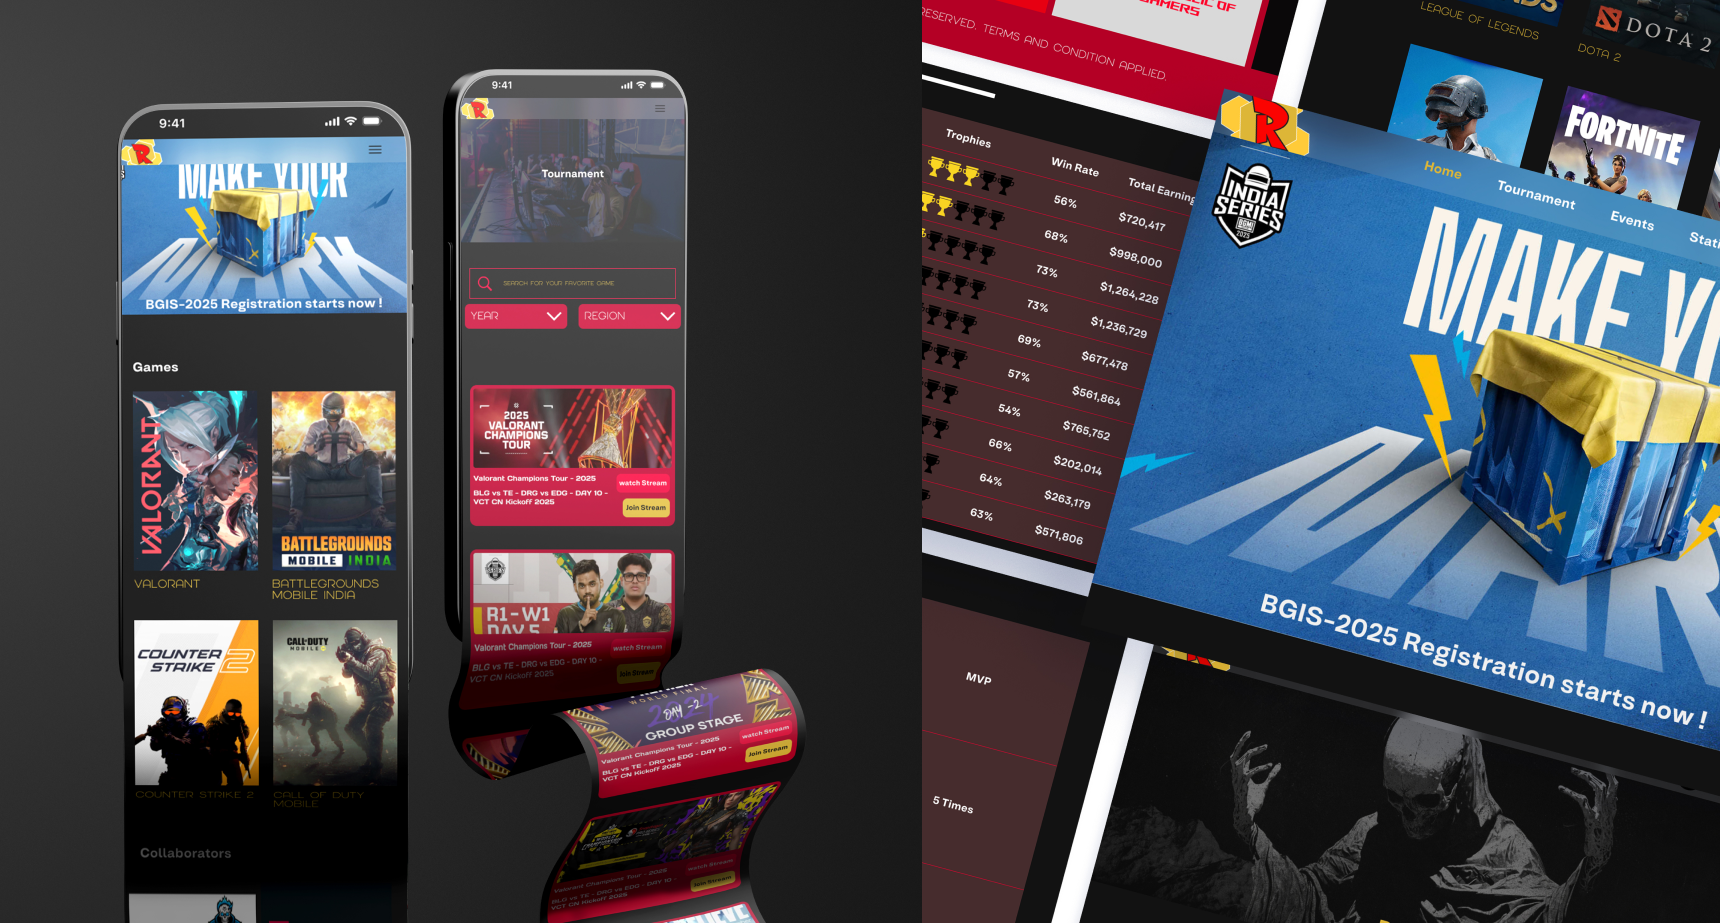 9:41
R
MAKE YOUR
MARK
BGIS-2025 Registration starts now !
Games
VALORANT
BATTLEGROUNDS
MOBILE INDIA
VALORANT
BATTLEGROUNDS
MOBILE INDIA
COUNTER
STRIKE 2
CALL OF DUTY
MOBILE
COUNTER STRIKE 2
CALL OF DUTY
MOBILE
Collaborators
9:41
R
Tournament
SEARCH FOR YOUR FAVORITE GAME
YEAR
REGION
2025
VALORANT
CHAMPIONS
TOUR
Valorant Champions Tour - 2025
watch Stream
BLG vs TE - DRG vs EDG - DAY 10 -
VCT CN Kickoff 2025
Join Stream
SERIES
R1-W1
DAY 5
Valorant Champions Tour - 2025
watch Stream
BLG vs TE - DRG vs EDG - DAY 10 -
VCT CN Kickoff 2025
Join Stream
WORLD FINAL
2024
DAY -2
GROUP STAGE
Valorant Champions Tour - 2025
watch Stream
BLG vs TE - DRG vs EDG - DAY 10 -
VCT CN Kickoff 2025
Join Stream
Valorant Champions Tour - 2025
watch Stream
BLG vs TE - DRG vs EDG - DAY 10 -
VCT CN Kickoff 2025
Join Stream
OF
GAMERS
RESERVED. TERMS AND CONDITION APPLIED.
Trophies
Win Rate
Total Earning
56%
$720,417
68%
$998,000
73%
$1,264,228
73%
$1,236,729
69%
$677,478
57%
$561,864
54%
$765,752
66%
$202,014
64%
$263,179
63%
$571,806
MVP
5 Times
LEAGUE OF LEGENDS
DOTA 2
DOTA 2
FORTNITE
R
Home
Tournament
Events
INDIA
SERIES
BGMI
2025
MAKE YO
MAR
BGIS-2025 Registration starts now !